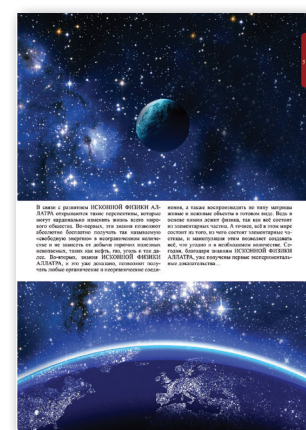 В связи с развитием ИСКОННОЙ ФИЗИКИ АЛ-
ЛАТРА открываются такие перспективы, которые
могут кардинально изменить жизнь всего миро-
вого общества. Во-первых, эти знания позволяют
абсолютно бесплатно получать так называемую
«свободную энергию» в неограниченном количе-
стве и не зависеть от добычи горючих полезных
ископаемых, таких как нефть, газ, уголь и так да-
лее. Во-вторых, знания ИСКОННОЙ ФИЗИКИ
АЛЛАТРА, и это уже доказано, позволяют полу-
чать любые органические и неорганические соеди-
нения, а также воспроизводить по типу матрицы
живые и неживые объекты в готовом виде. Ведь в
основе химии лежит физика, так как всё состоит
из элементарных частиц. А точнее, всё в этом мире
состоит из того, из чего состоят элементарные ча-
стицы, и манипуляция этим позволяет создавать
всё, что угодно и в необходимом количестве. Се-
годня, благодаря знаниям ИСКОННОЙ ФИЗИКИ
АЛЛАТРА, уже получены первые эксперименталь-
ные доказательства...